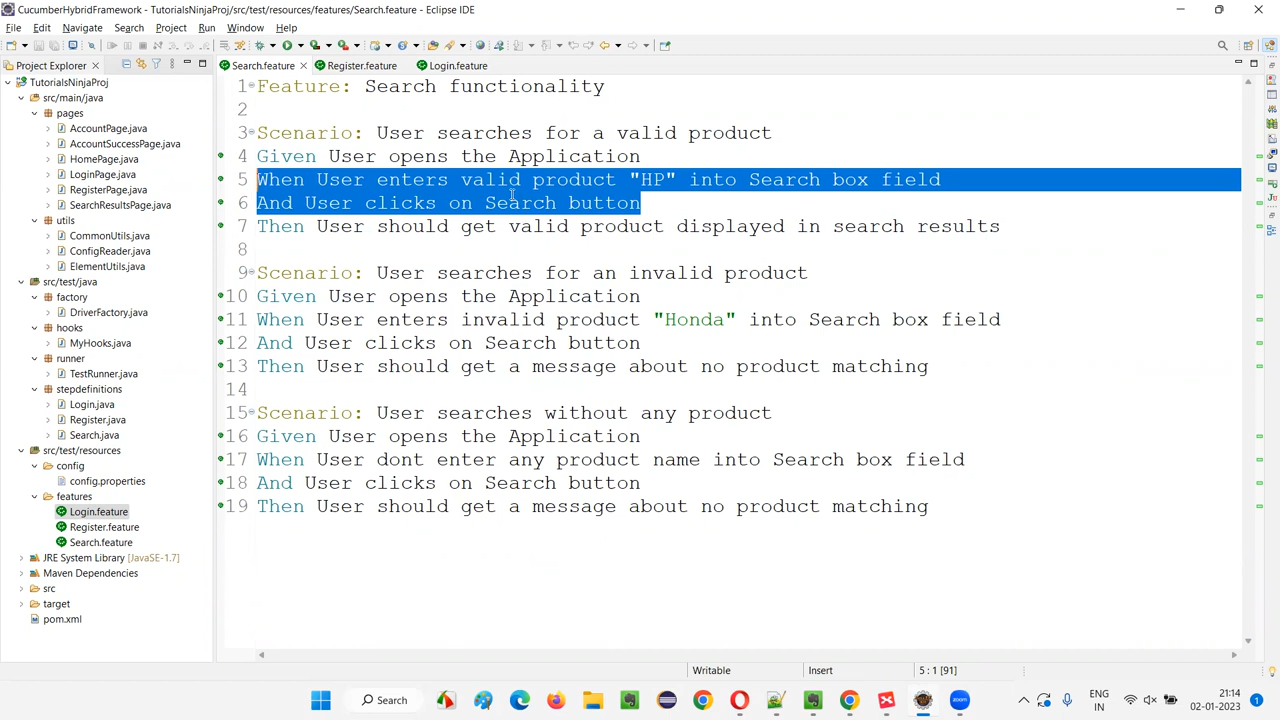 CucumberHybridFramework - TutorialsNinjaProj/src/test/resources/features/Search.feature - Eclipse IDE
File Edit Navigate Search Project Run Window Help
Project Explorer
Search.feature
Register.feature
Login.feature
TutorialsNinjaProj
src/main/java
pages
AccountPage.java
AccountSuccessPage.java
HomePage.java
LoginPage.java
RegisterPage.java
SearchResultsPage.java
utils
CommonUtils.java
ConfigReader.java
ElementUtils.java
src/test/java
factory
DriverFactory.java
hooks
MyHooks.java
runner
TestRunner.java
stepdefinitions
Login.java
Register.java
Search.java
src/test/resources
config
config.properties
features
Login.feature
Register.feature
Search.feature
JRE System Library [JavaSE-1.7]
Maven Dependencies
src
target
pom.xml
1 Feature: Search functionality
2
3 Scenario: User searches for a valid product
4 Given User opens the Application
5 When User enters valid product "HP" into Search box field
6 And User clicks on Search button
7 Then User should get valid product displayed in search results
8
9 Scenario: User searches for an invalid product
10 Given User opens the Application
11 When User enters invalid product "Honda" into Search box field
12 And User clicks on Search button
13 Then User should get a message about no product matching
14
15 Scenario: User searches without any product
16 Given User opens the Application
17 When User dont enter any product name into Search box field
18 And User clicks on Search button
19 Then User should get a message about no product matching
Writable
Insert
5 : 1 [91]
Search
ENG
IN
21:14
02-01-2023
1